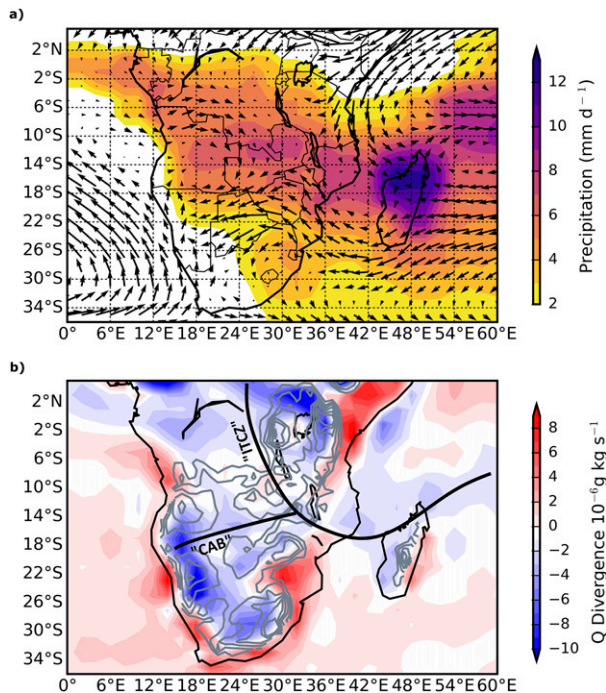 a)
2°N
2°S
6°S
10°S
14°S
18°S
22°S
26°S
30°S
34°S
0° 6°E 12°E 18°E 24°E 30°E 36°E 42°E 48°E 54°E 60°E
12
10
8
6
4
2
Precipitation (mm d⁻¹)
b)
2°N
2°S
6°S
10°S
14°S
18°S
22°S
26°S
30°S
34°S
"ITCZ"
"CAB"
0° 6°E 12°E 18°E 24°E 30°E 36°E 42°E 48°E 54°E 60°E
8
6
4
2
0
−2
−4
−6
−8
−10
Q Divergence 10⁻⁶g kg s⁻¹